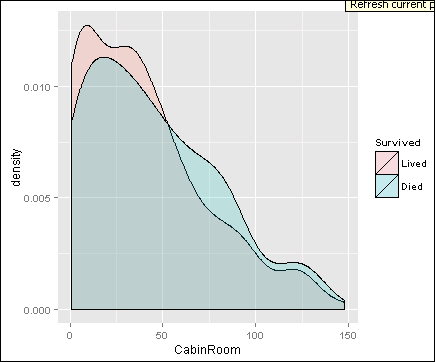 Refresh current p
0.010
0.005
0.000
density
0 50 100 150
CabinRoom
Survived
Lived
Died